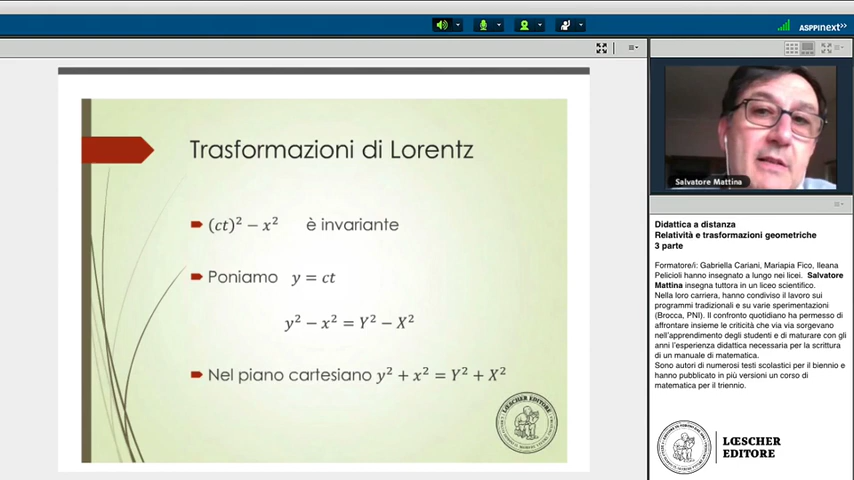 ASPPInext>>
Trasformazioni di Lorentz
(ct)² − x² è invariante
Poniamo y = ct
y² − x² = Y² − X²
Nel piano cartesiano y² + x² = Y² + X²
LŒSCHER EDITORE
Salvatore Mattina
Didattica a distanza
Relatività e trasformazioni geometriche
3 parte
Formatore/i: Gabriella Cariani, Mariapia Fico, Ileana
Pelicioli hanno insegnato a lungo nei licei. Salvatore
Mattina insegna tuttora in un liceo scientifico.
Nella loro carriera, hanno condiviso il lavoro sui
programmi tradizionali e su varie sperimentazioni
(Brocca, PNI). Il confronto quotidiano ha permesso di
affrontare insieme le criticità che via via sorgevano
nell'apprendimento degli studenti e di maturare con gli
anni l'esperienza didattica necessaria per la scrittura
di un manuale di matematica.
Sono autori di numerosi testi scolastici per il biennio e
hanno pubblicato in più versioni un corso di
matematica per il triennio.
LŒSCHER
EDITORE